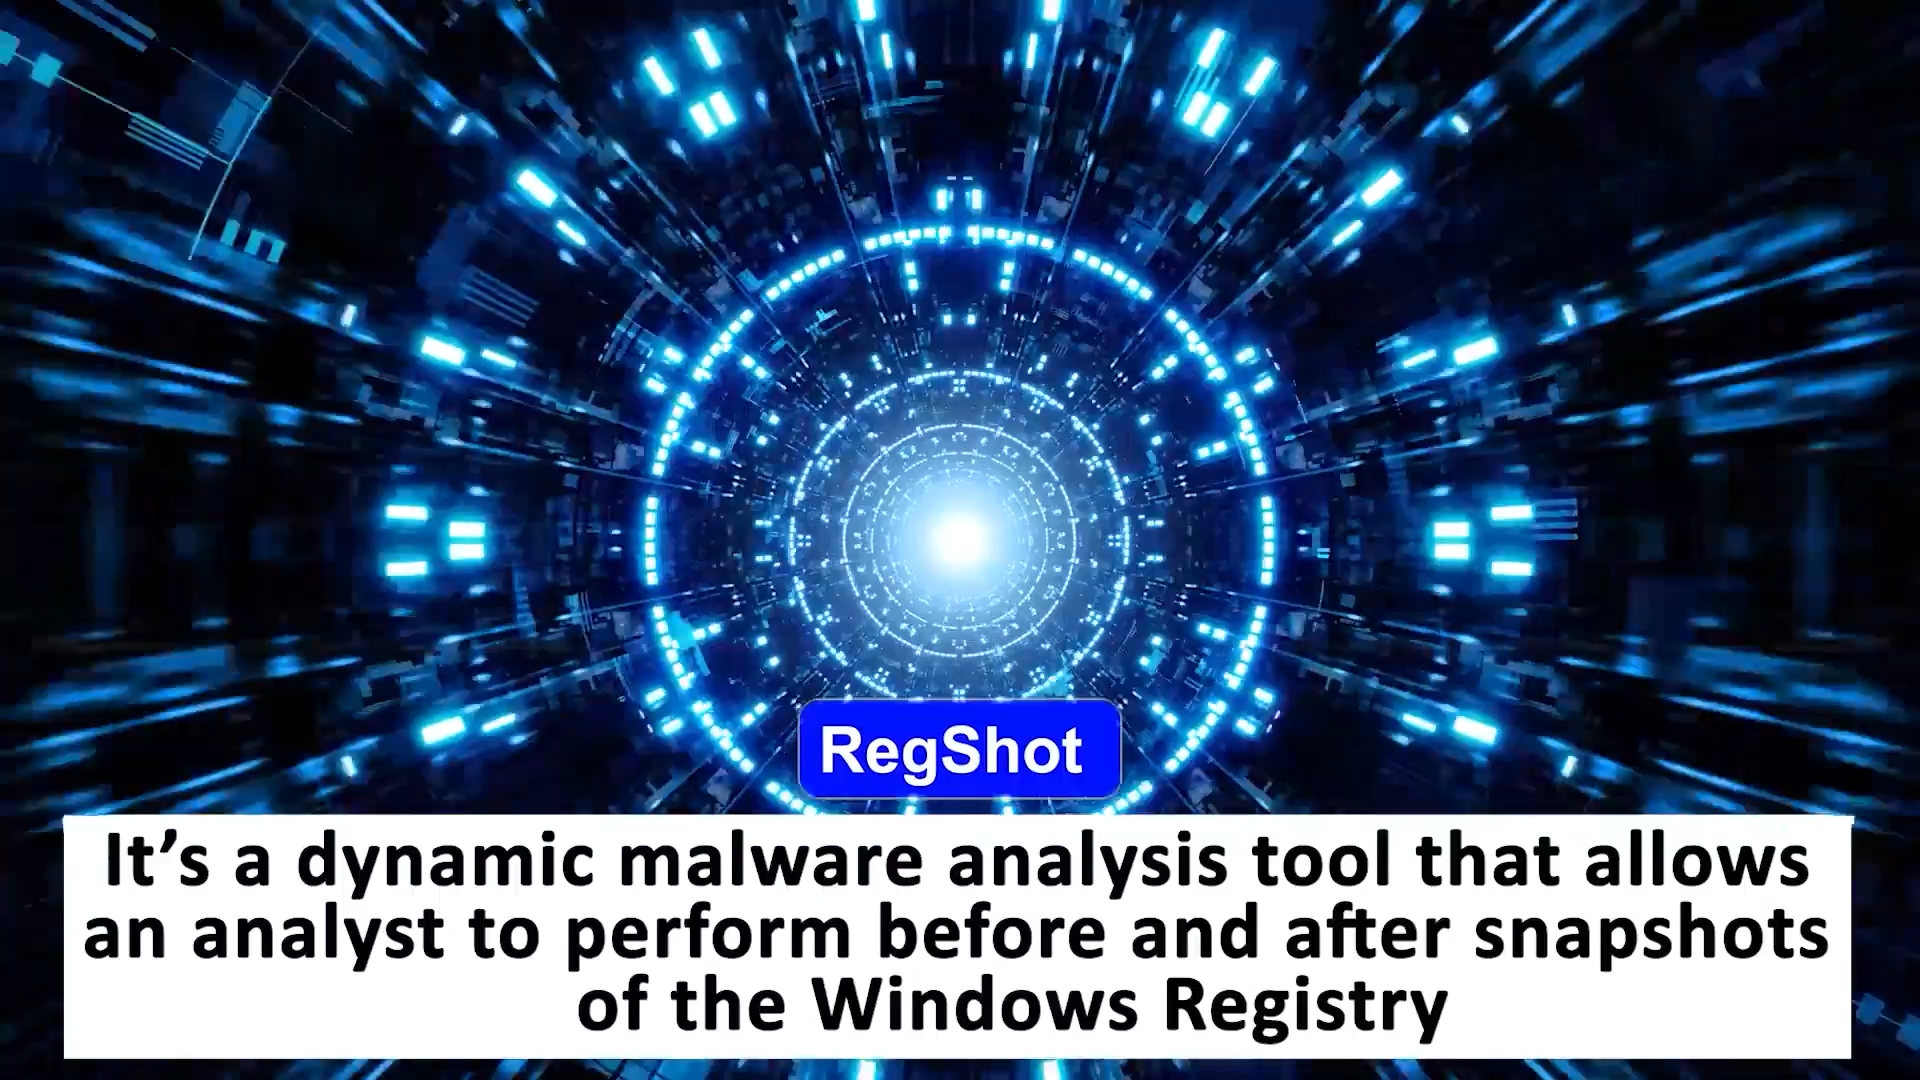 RegShot
It’s a dynamic malware analysis tool that allows
an analyst to perform before and after snapshots
of the Windows Registry